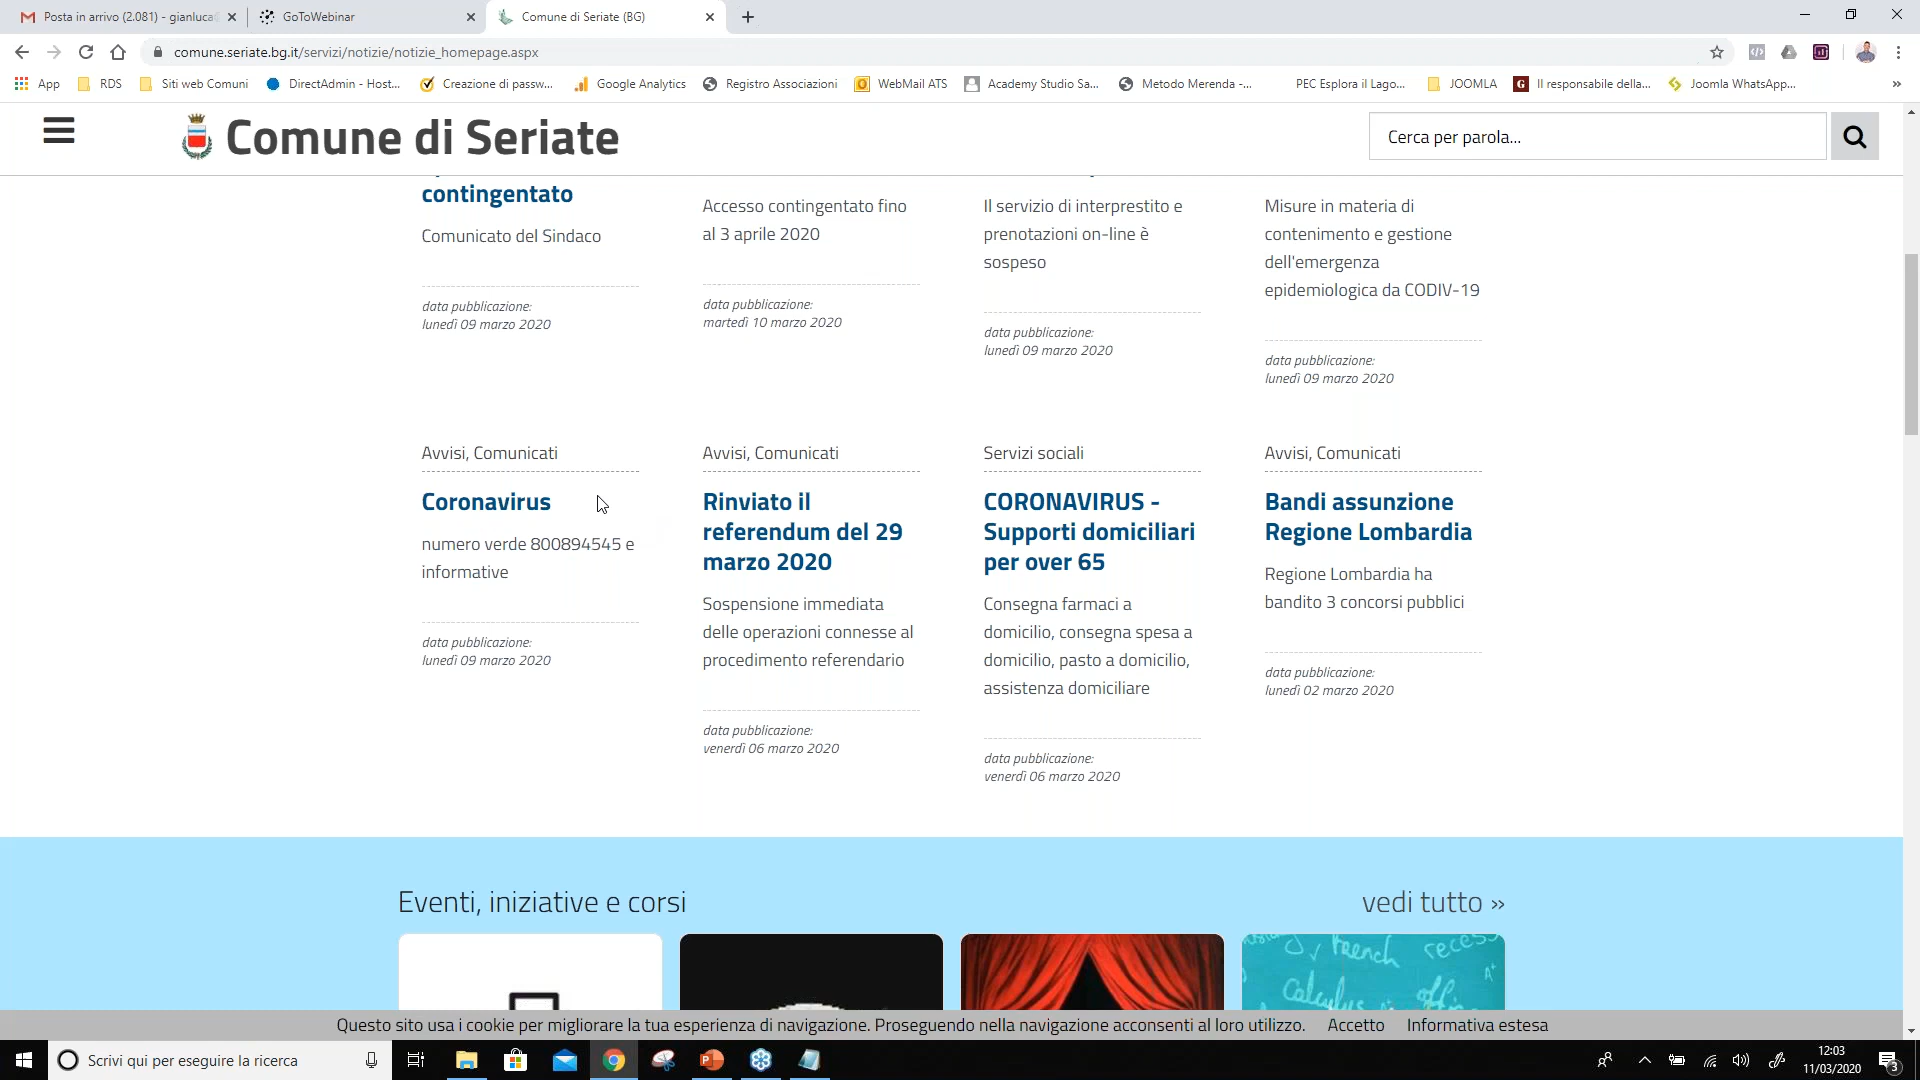 Posta in arrivo (2.081) - gianluca
GoToWebinar
Comune di Seriate (BG)
comune.seriate.bg.it/servizi/notizie/notizie_homepage.aspx
App
RDS
Siti web Comuni
DirectAdmin - Host...
Creazione di passw...
Google Analytics
Registro Associazioni
WebMail ATS
Academy Studio Sa...
Metodo Merenda -...
PEC Esplora il Lago...
JOOMLA
Il responsabile della...
Joomla WhatsApp...
»
Comune di Seriate
Cerca per parola...
contingentato
Comunicato del Sindaco
data pubblicazione:
lunedì 09 marzo 2020
Accesso contingentato fino
al 3 aprile 2020
data pubblicazione:
martedì 10 marzo 2020
Il servizio di interprestito e
prenotazioni on-line è
sospeso
data pubblicazione:
lunedì 09 marzo 2020
Misure in materia di
contenimento e gestione
dell'emergenza
epidemiologica da CODIV-19
data pubblicazione:
lunedì 09 marzo 2020
Avvisi, Comunicati
Coronavirus
numero verde 800894545 e
informative
data pubblicazione:
lunedì 09 marzo 2020
Avvisi, Comunicati
Rinviato il
referendum del 29
marzo 2020
Sospensione immediata
delle operazioni connesse al
procedimento referendario
data pubblicazione:
venerdì 06 marzo 2020
Servizi sociali
CORONAVIRUS -
Supporti domiciliari
per over 65
Consegna farmaci a
domicilio, consegna spesa a
domicilio, pasto a domicilio,
assistenza domiciliare
data pubblicazione:
venerdì 06 marzo 2020
Avvisi, Comunicati
Bandi assunzione
Regione Lombardia
Regione Lombardia ha
bandito 3 concorsi pubblici
data pubblicazione:
lunedì 02 marzo 2020
Eventi, iniziative e corsi
vedi tutto »
french
calculus
Questo sito usa i cookie per migliorare la tua esperienza di navigazione. Proseguendo nella navigazione acconsenti al loro utilizzo. Accetto Informativa estesa
Scrivi qui per eseguire la ricerca
12:03
11/03/2020
3